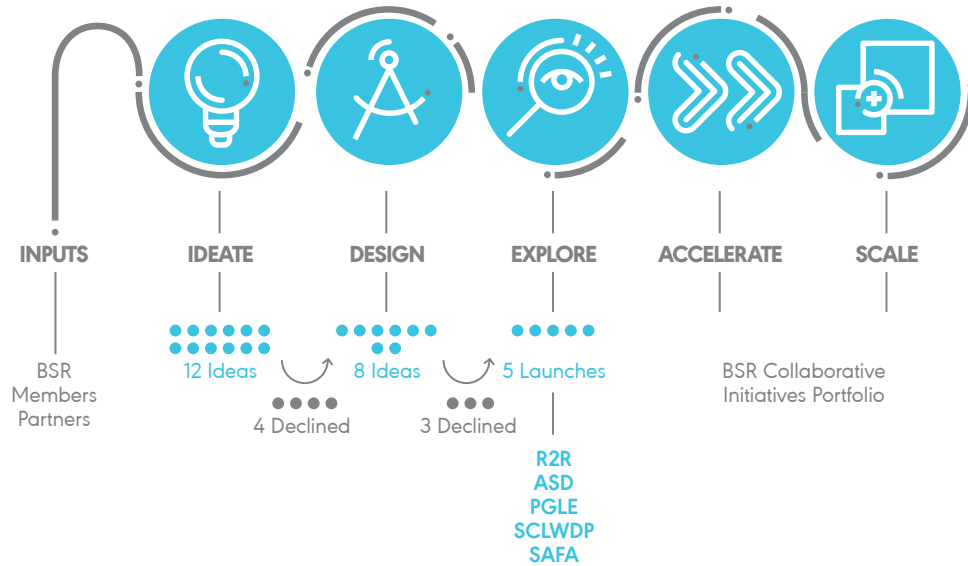 INPUTS
IDEATE
DESIGN
EXPLORE
ACCELERATE
SCALE
BSR
Members
Partners
12 Ideas
4 Declined
8 Ideas
3 Declined
5 Launches
R2R
ASD
PGLE
SCLWDP
SAFA
BSR Collaborative
Initiatives Portfolio